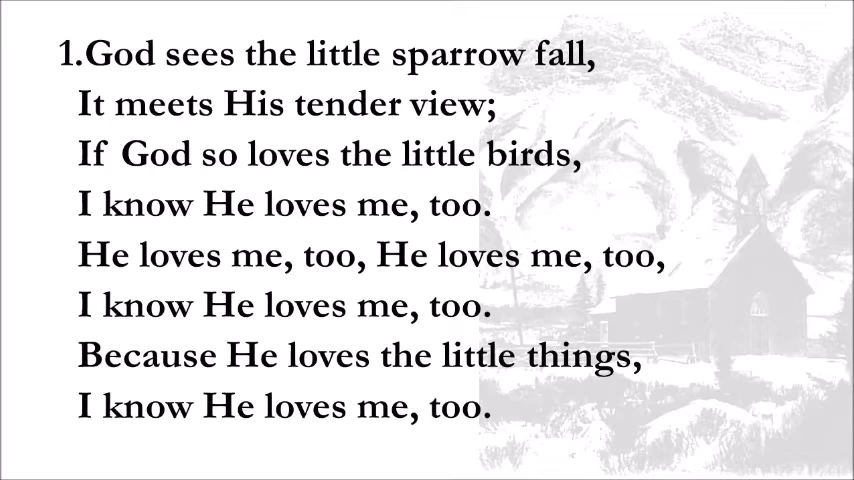 1.God sees the little sparrow fall,
It meets His tender view;
If God so loves the little birds,
I know He loves me, too.
He loves me, too, He loves me, too,
I know He loves me, too.
Because He loves the little things,
I know He loves me, too.